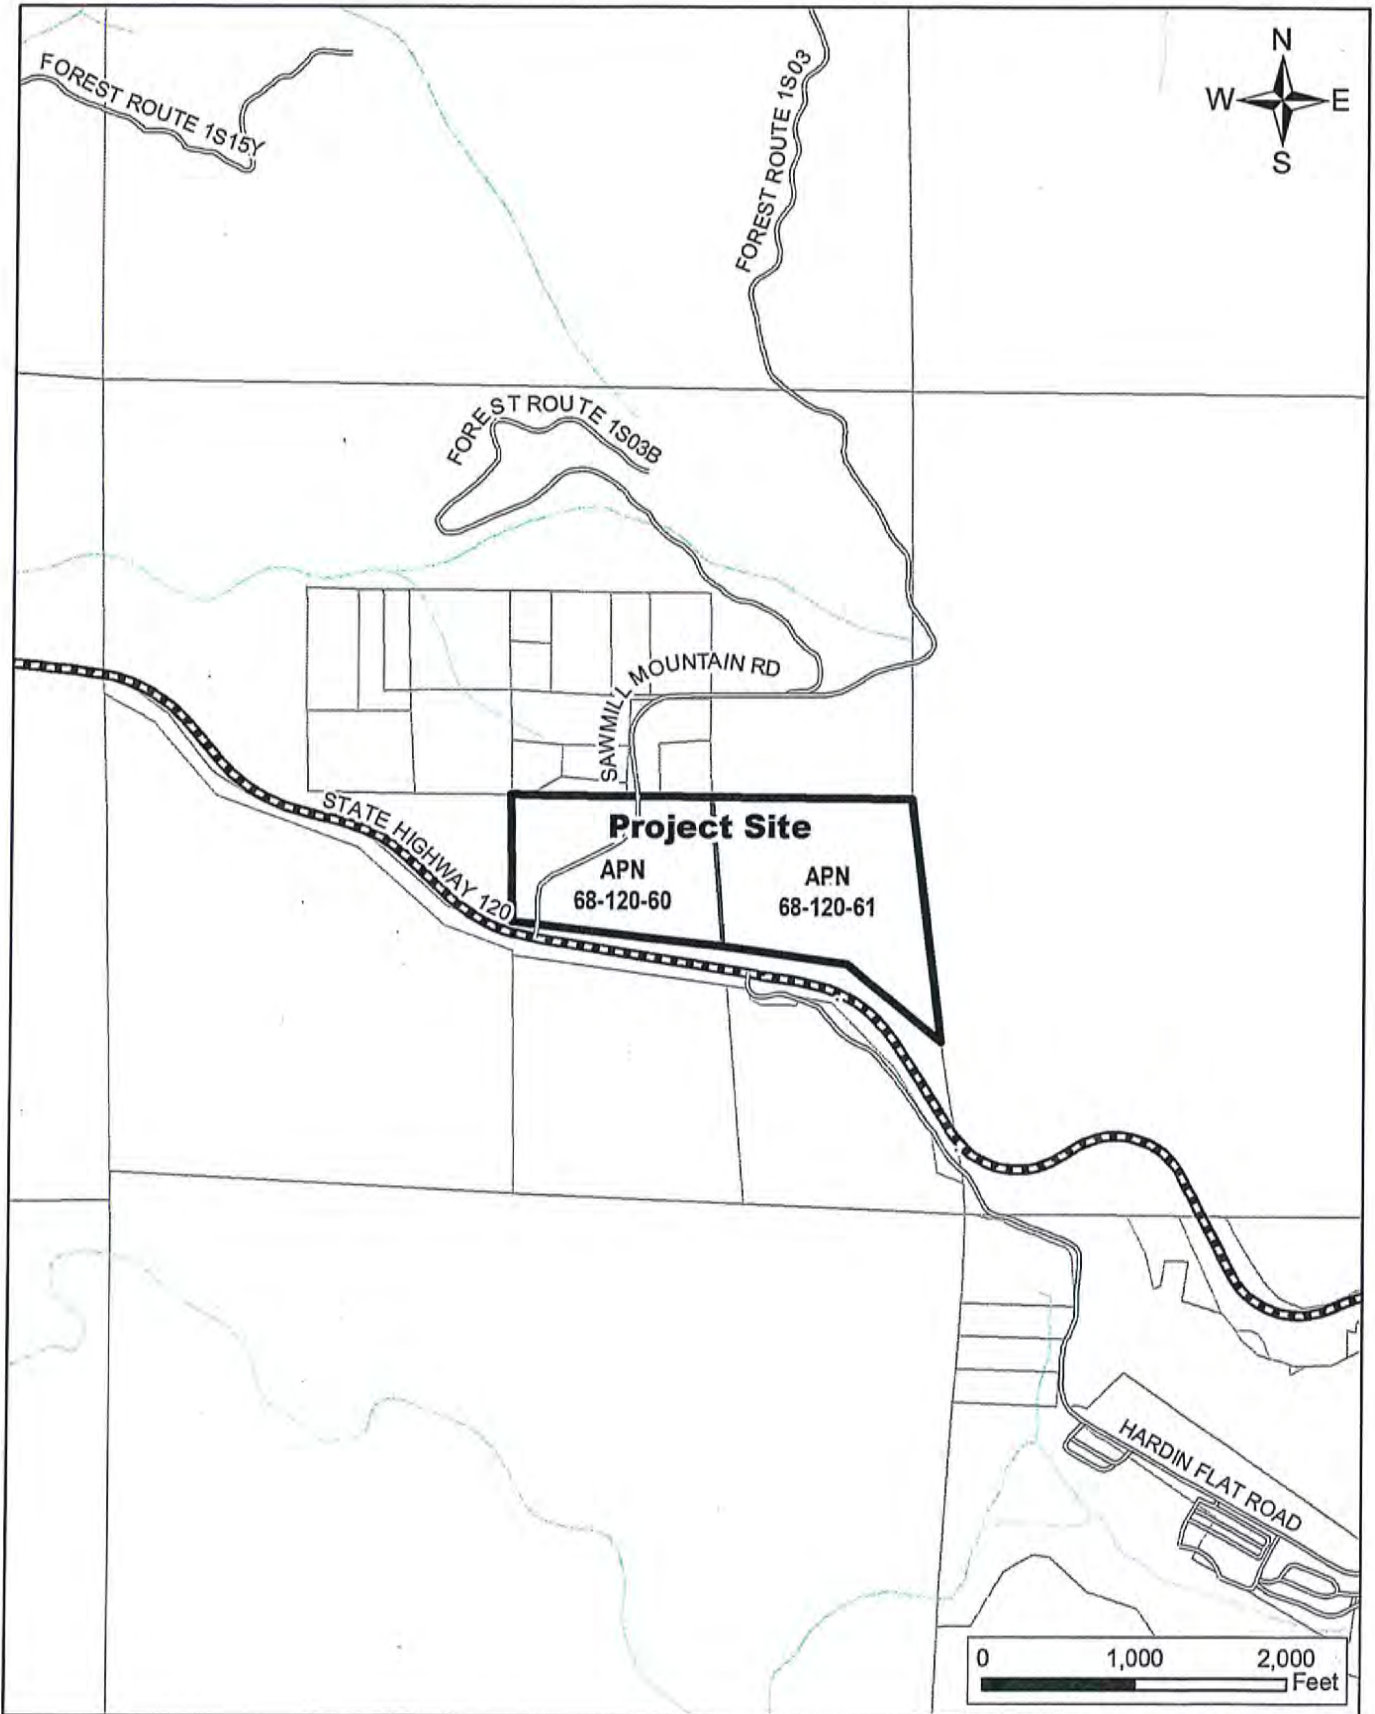 N
W E
S
FOREST ROUTE 1S15Y
FOREST ROUTE 1S03
FOREST ROUTE 1S03B
SAWMILL MOUNTAIN RD
STATE HIGHWAY 120
Project Site
APN
68-120-60
APN
68-120-61
HARDIN FLAT ROAD
0 1,000 2,000
Feet